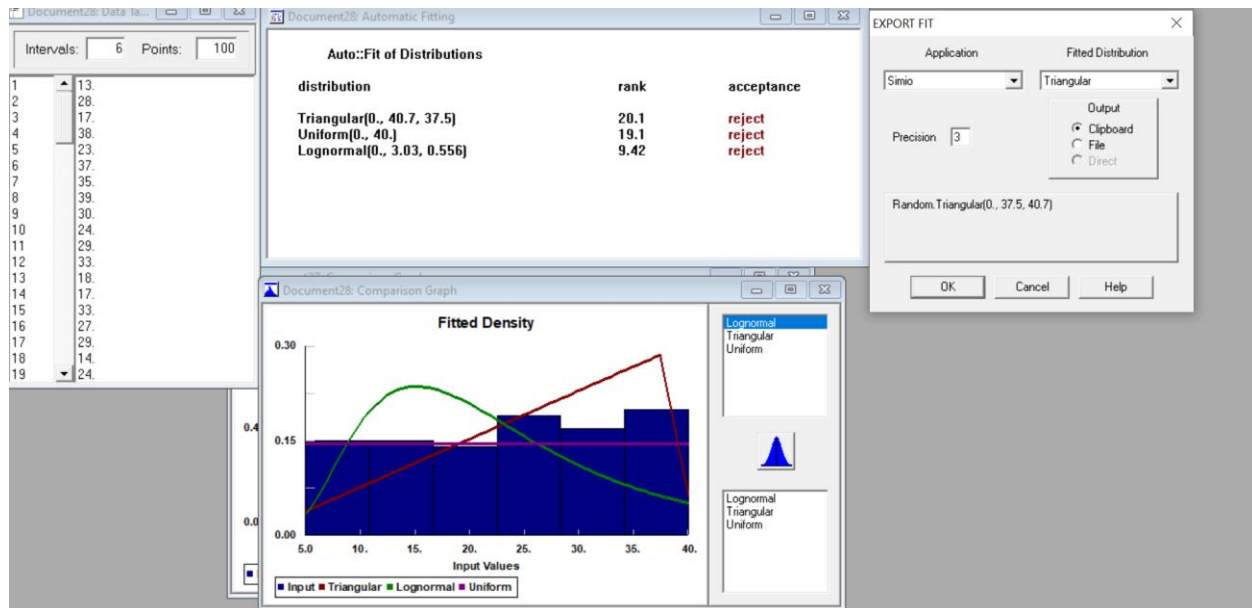 Document28: Data Ta...
Intervals: 6 Points: 100
1 13.
2 28.
3 17.
4 38.
5 23.
6 37.
7 35.
8 39.
9 30.
10 24.
11 29.
12 33.
13 18.
14 17.
15 33.
16 27.
17 29.
18 14.
19 24.
Document28: Automatic Fitting
Auto::Fit of Distributions
distribution rank acceptance
Triangular(0., 40.7, 37.5) 20.1 reject
Uniform(0., 40.) 19.1 reject
Lognormal(0., 3.03, 0.556) 9.42 reject
EXPORT FIT
Application Fitted Distribution
Simio Triangular
Precision 3
Output
Clipboard
File
Direct
Random.Triangular(0., 37.5, 40.7)
OK Cancel Help
Document28: Comparison Graph
Fitted Density
0.30
0.15
0.00
5.0 10. 15. 20. 25. 30. 35. 40.
Input Values
Input Triangular Lognormal Uniform
Lognormal
Triangular
Uniform
Lognormal
Triangular
Uniform
0.4
0.0